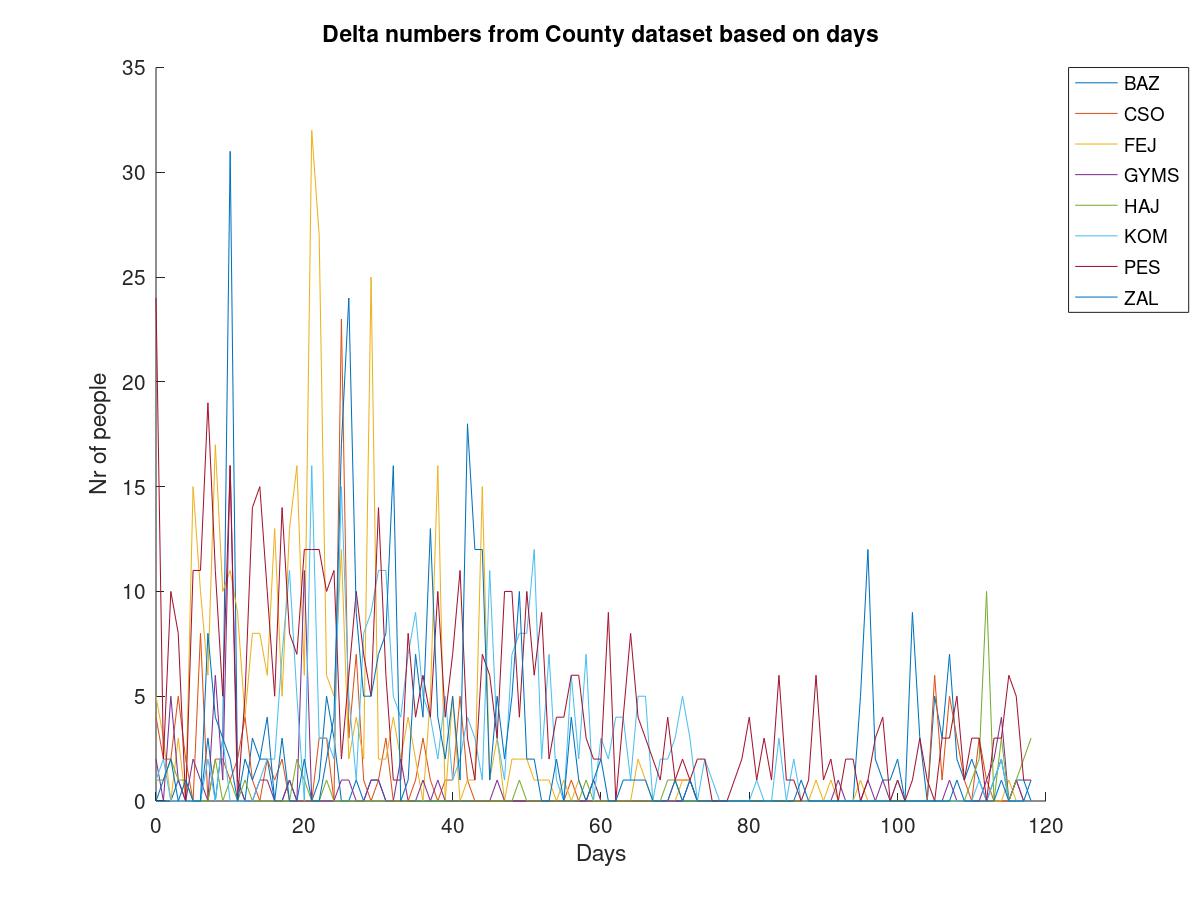 Delta numbers from County dataset based on days
35
30
25
20
15
10
5
0
Nr of people
0 20 40 60 80 100 120
Days
BAZ
CSO
FEJ
GYMS
HAJ
KOM
PES
ZAL